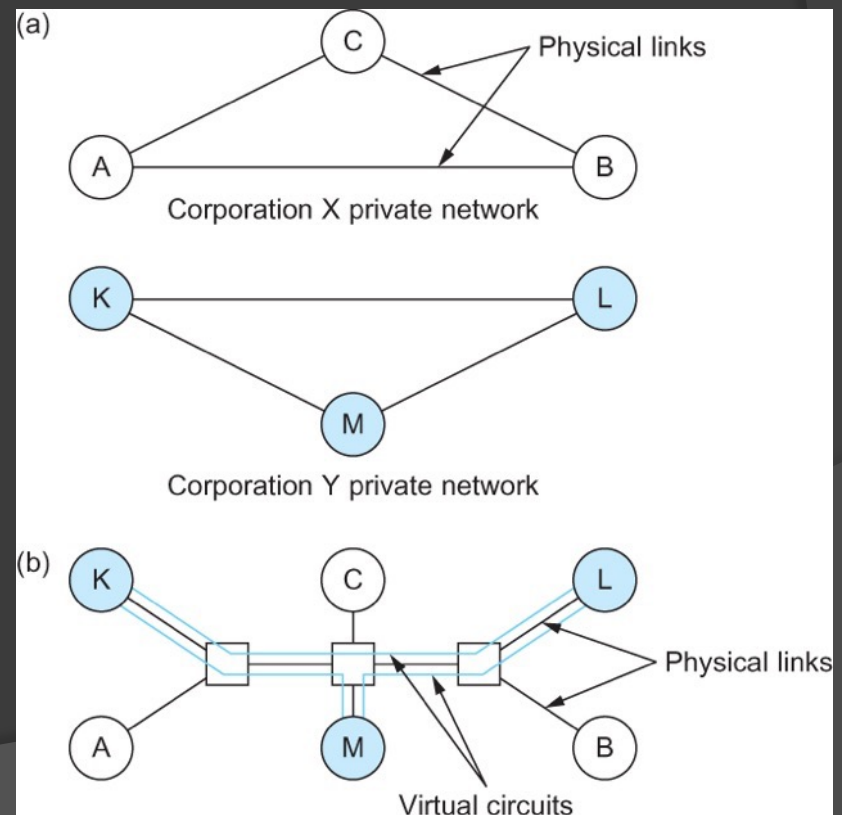 (a)
C
Physical links
A
B
Corporation X private network
K
L
M
Corporation Y private network
(b)
K
C
L
Physical links
A
M
B
Virtual circuits